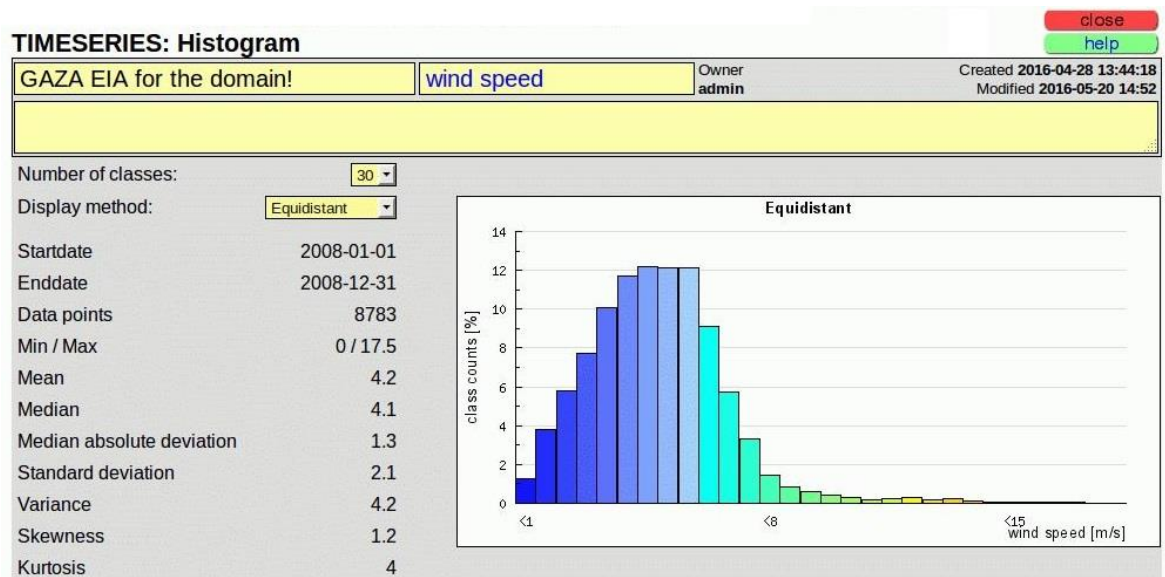 close
TIMESERIES: Histogram
help
GAZA EIA for the domain!
wind speed
Owner
admin
Created 2016-04-28 13:44:18
Modified 2016-05-20 14:52
Number of classes:
30
Display method:
Equidistant
Startdate
2008-01-01
Enddate
2008-12-31
Data points
8783
Min / Max
0 / 17.5
Mean
4.2
Median
4.1
Median absolute deviation
1.3
Standard deviation
2.1
Variance
4.2
Skewness
1.2
Kurtosis
4
Equidistant
class counts [%]
14
12
10
8
6
4
2
0
<1
<8
<15
wind speed [m/s]